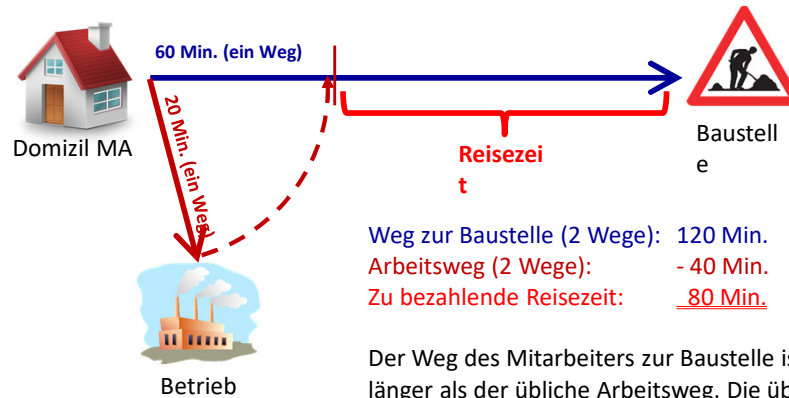 60 Min. (ein Weg)
20 Min. (ein Weg)
Domizil MA
Reisezei
t
Baustell
e
Weg zur Baustelle (2 Wege): 120 Min.
Arbeitsweg (2 Wege): - 40 Min.
Zu bezahlende Reisezeit: 80 Min.
Betrieb
Der Weg des Mitarbeiters zur Baustelle is
länger als der übliche Arbeitsweg. Die üb